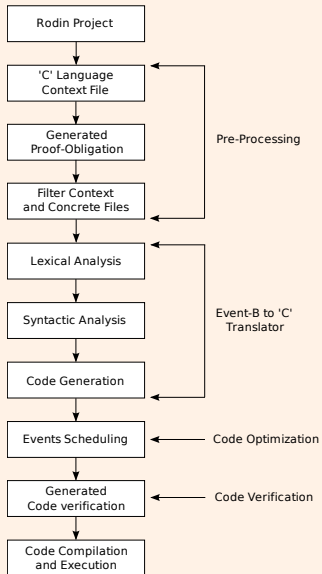 Rodin Project
'C' Language
Context File
Generated
Proof-Obligation
Pre-Processing
Filter Context
and Concrete Files
Lexical Analysis
Syntactic Analysis
Event-B to 'C'
Translator
Code Generation
Events Scheduling
Code Optimization
Generated
Code verification
Code Verification
Code Compilation
and Execution